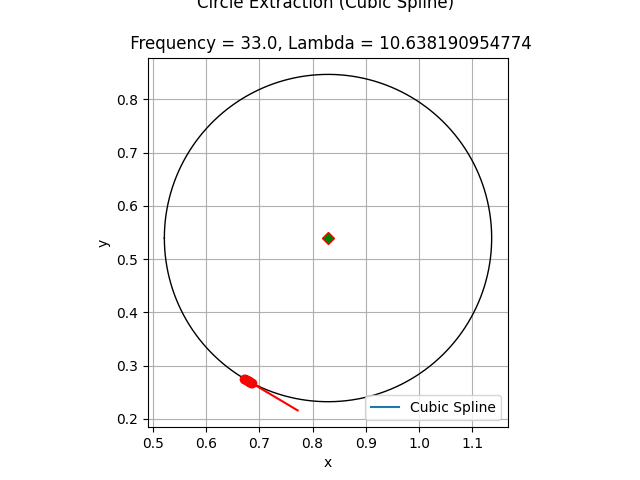 Circle Extraction (Cubic Spline)
Frequency = 33.0, Lambda = 10.638190954774
y
0.8
0.7
0.6
0.5
0.4
0.3
0.2
Cubic Spline
0.5 0.6 0.7 0.8 0.9 1.0 1.1
x